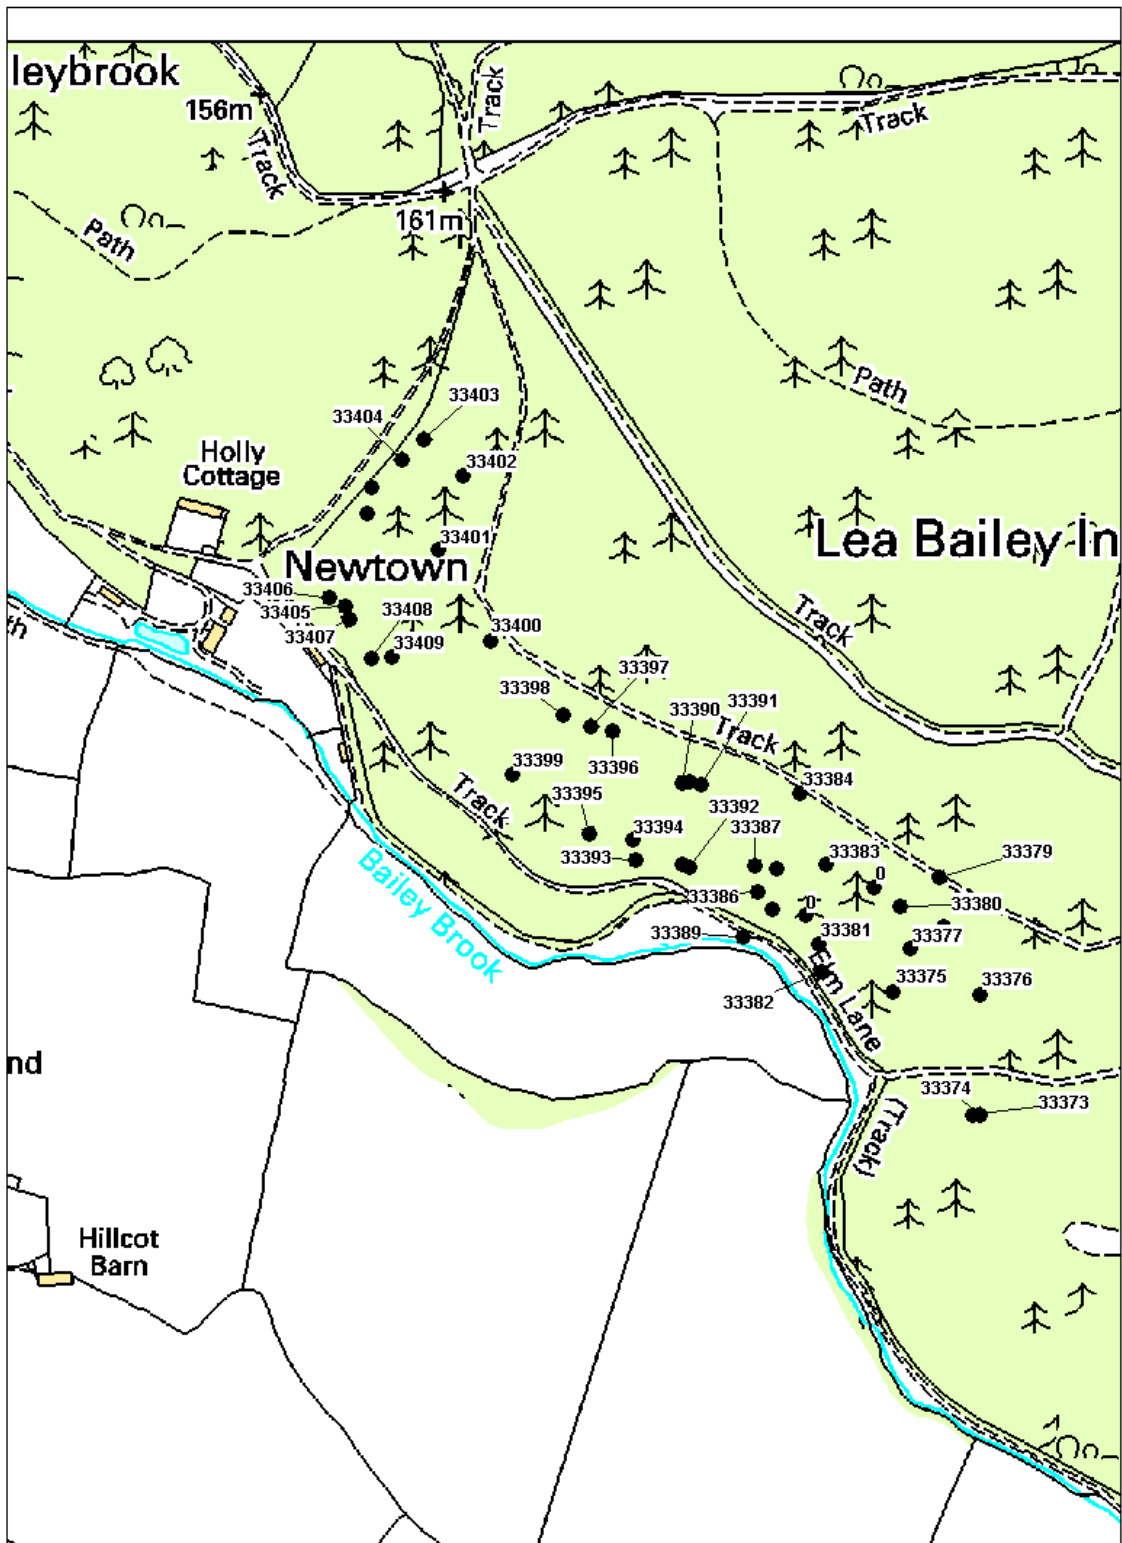 leybrook
156m
Track
Track
Track
161m
Path
Path
33403
33404
33402
Holly
Cottage
33401
Lea Bailey In
Newtown
33406
33405
33408
33407
33409
33400
Track
th
33397
33398
33390
33391
Track
33396
33399
33384
Track
33395
33392
33394
33387
33393
33383
0
33379
33386
0
33380
33389
33381
33377
Bailey Brook
Elm Lane
33375
33376
33382
nd
33374
33373
(Track)
Hillcot
Barn